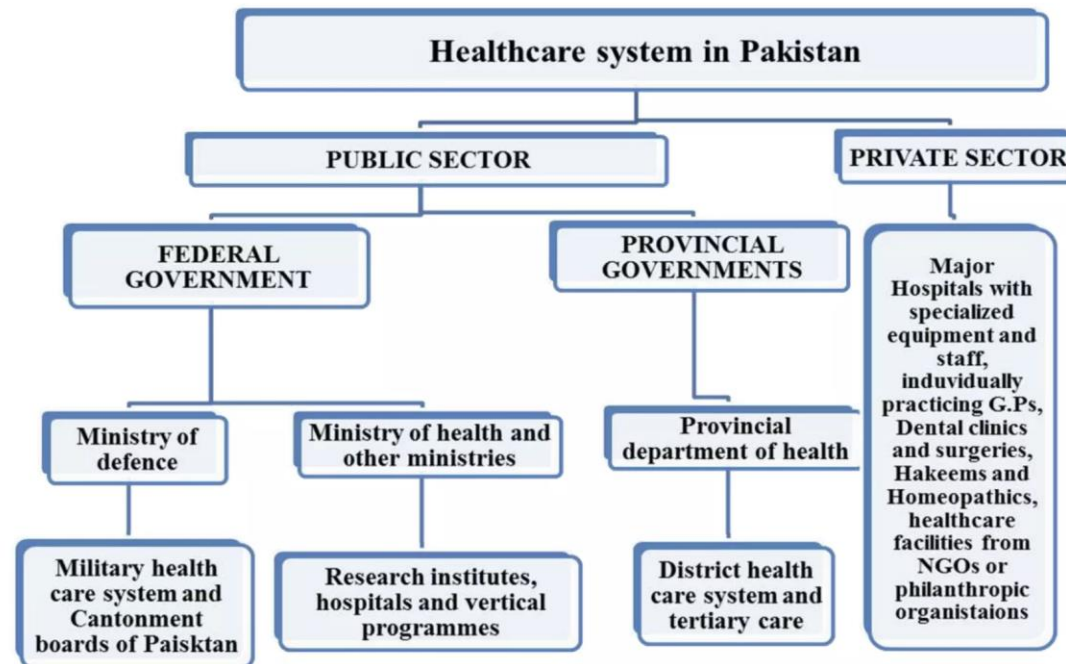 Healthcare system in Pakistan
PUBLIC SECTOR
PRIVATE SECTOR
FEDERAL
GOVERNMENT
PROVINCIAL
GOVERNMENTS
Major
Hospitals with
specialized
equipment and
staff,
induvidually
practicing G.Ps,
Dental clinics
and surgeries,
Hakeems and
Homeopathics,
healthcare
facilities from
NGOs or
philanthropic
organistaions
Ministry of
defence
Ministry of health and
other ministries
Provincial
department of health
Military health
care system and
Cantonment
boards of Paisktan
Research institutes,
hospitals and vertical
programmes
District health
care system and
tertiary care